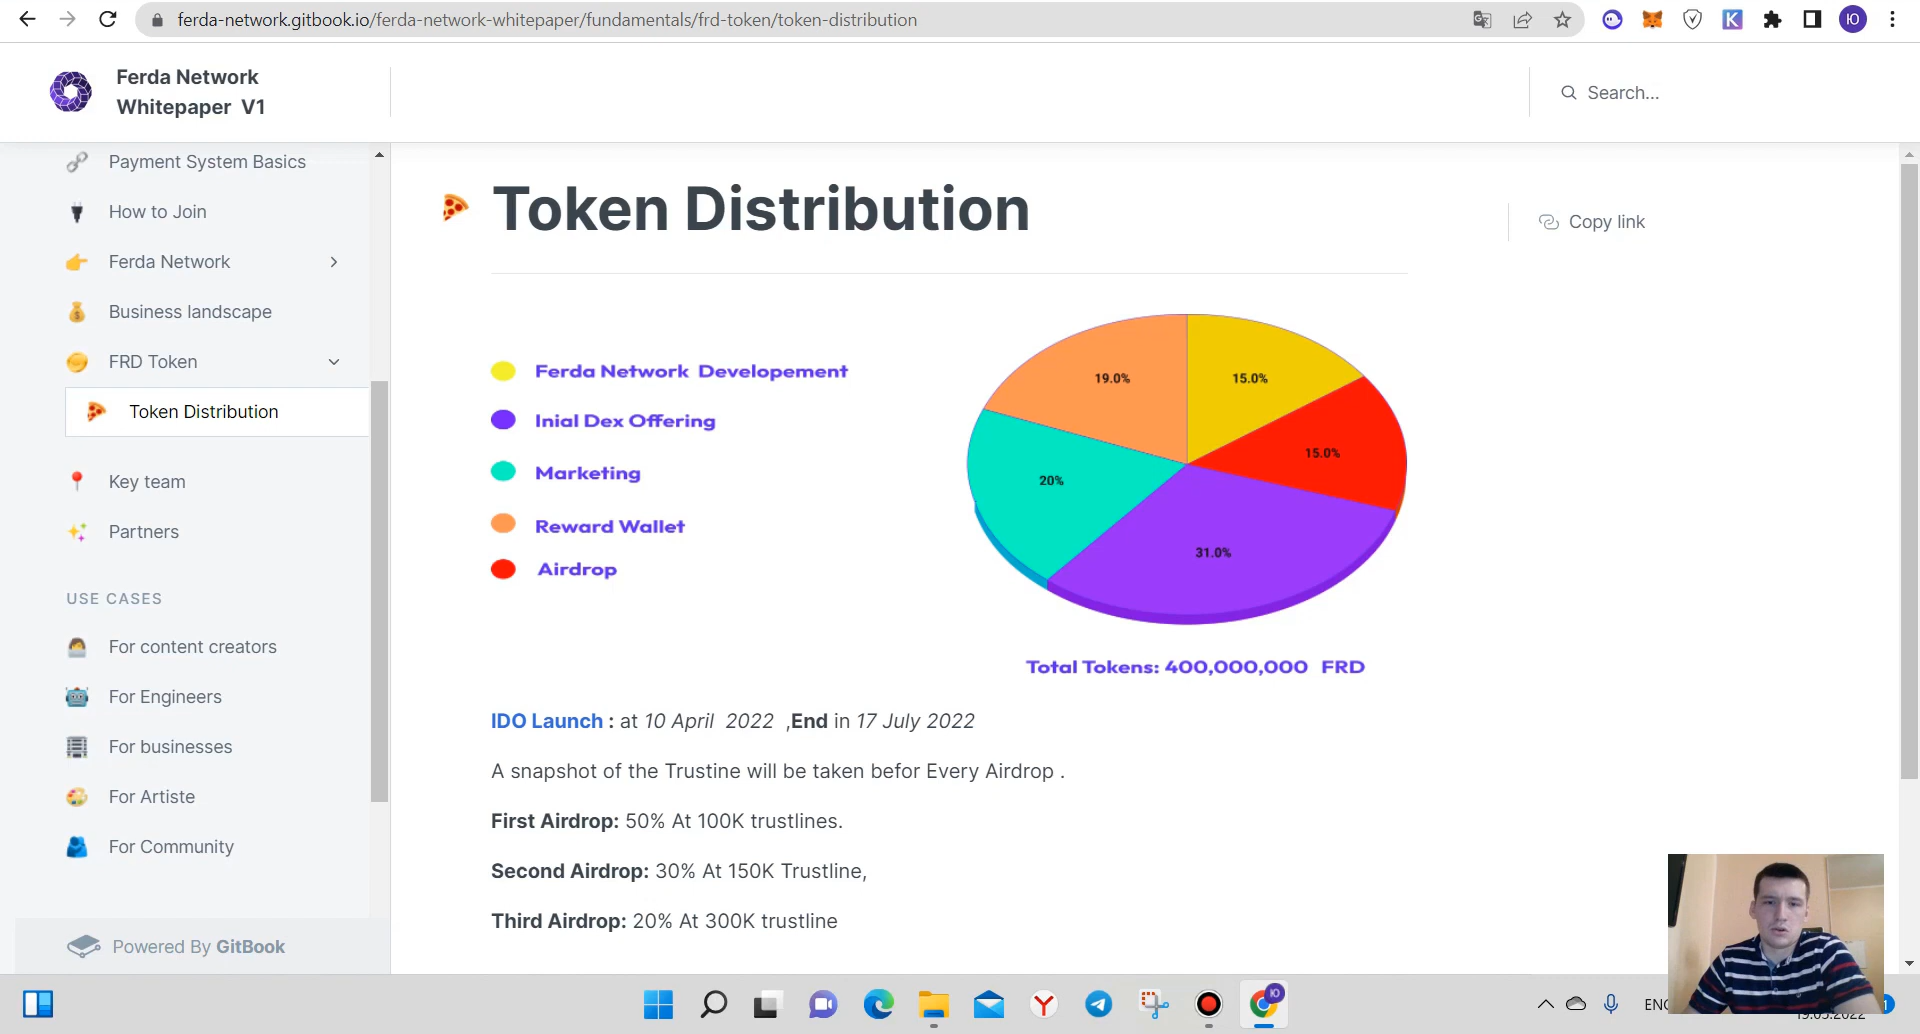 ferda-network.gitbook.io/ferda-network-whitepaper/fundamentals/frd-token/token-distribution
K
Ю
Ferda Network
Whitepaper V1
Search...
Payment System Basics
How to Join
Ferda Network
Business landscape
FRD Token
Token Distribution
Key team
Partners
USE CASES
For content creators
For Engineers
For businesses
For Artiste
For Community
Powered By GitBook
Token Distribution
Copy link
Ferda Network Developement
Inial Dex Offering
Marketing
Reward Wallet
Airdrop
19.0%
15.0%
15.0%
20%
31.0%
Total Tokens: 400,000,000 FRD
IDO Launch : at 10 April 2022 ,End in 17 July 2022
A snapshot of the Trustine will be taken befor Every Airdrop .
First Airdrop: 50% At 100K trustlines.
Second Airdrop: 30% At 150K Trustline,
Third Airdrop: 20% At 300K trustline
Ю
1